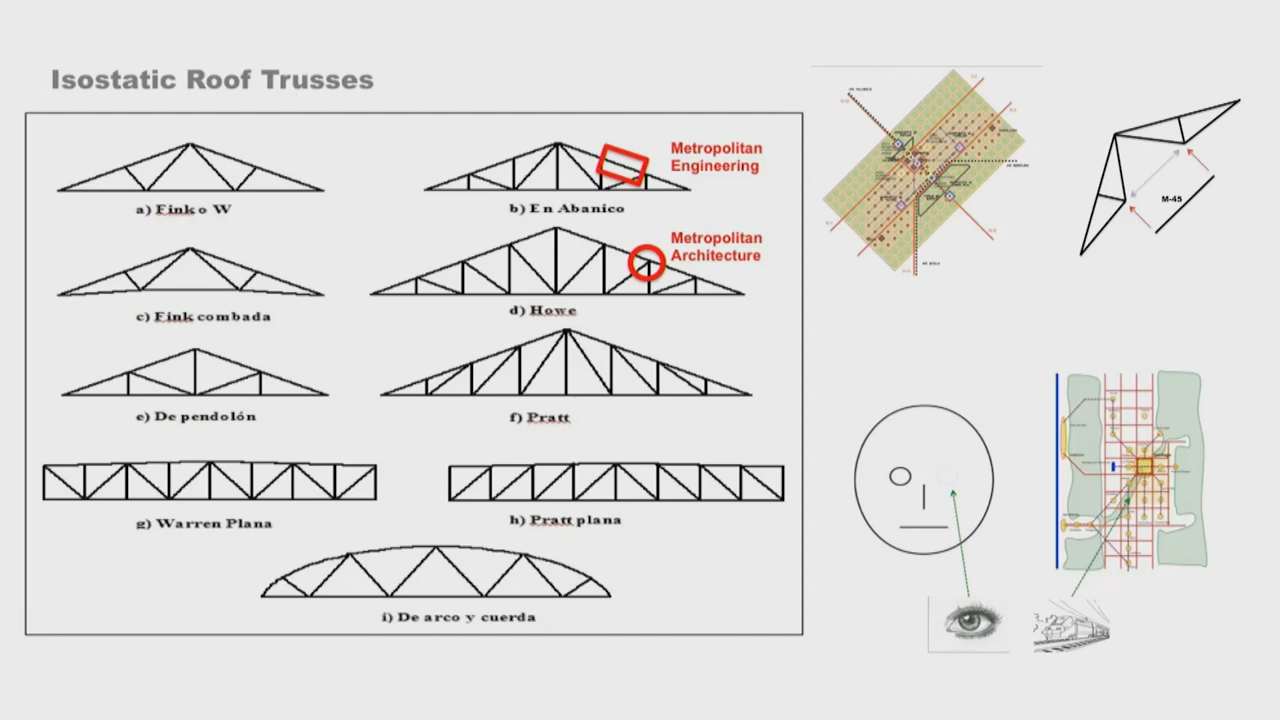 Isostatic Roof Trusses
Metropolitan
Engineering
a) Fink o W
b) En Abanico
Metropolitan
Architecture
c) Fink combada
d) Howe
e) De pendolón
f) Pratt
g) Warren Plana
h) Pratt plana
i) De arco y cuerda
M-45